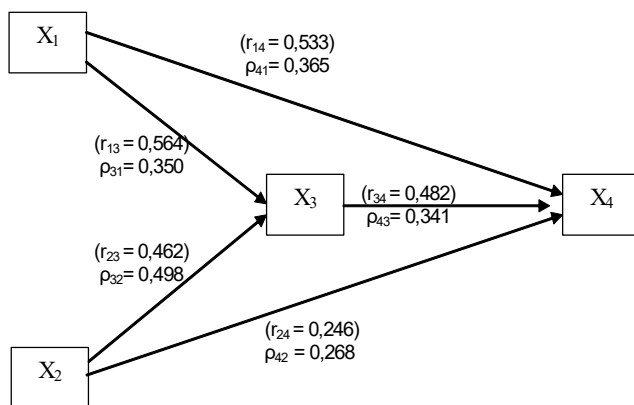 X₁
(r₁₄ = 0,533)
ρ₄₁ = 0,365
(r₁₃ = 0,564)
ρ₃₁ = 0,350
X₃
(r₃₄ = 0,482)
ρ₄₃ = 0,341
X₄
(r₂₃ = 0,462)
ρ₃₂ = 0,498
(r₂₄ = 0,246)
ρ₄₂ = 0,268
X₂